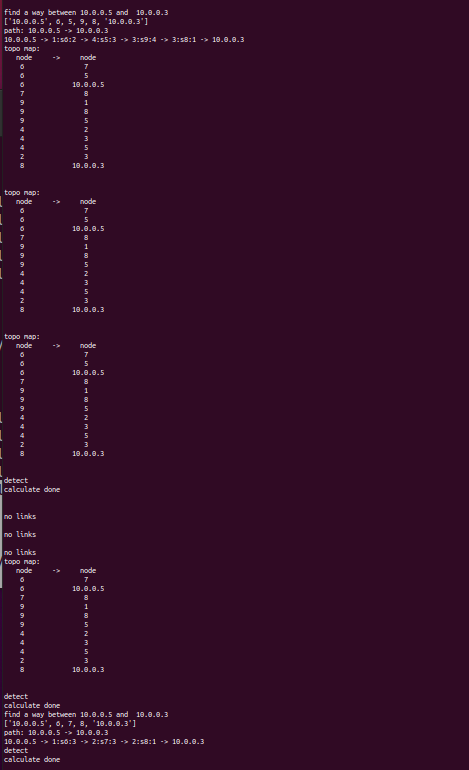 find a way between 10.0.0.5 and  10.0.0.3
['10.0.0.5', 6, 5, 9, 8, '10.0.0.3']
path: 10.0.0.5 -> 10.0.0.3
10.0.0.5 -> 1:s6:2 -> 4:s5:3 -> 3:s9:4 -> 3:s8:1 -> 10.0.0.3
topo map:
node -> node
6 7
6 5
6 10.0.0.5
7 8
9 1
9 8
9 5
4 2
4 3
4 5
2 3
8 10.0.0.3
topo map:
node -> node
6 7
6 5
6 10.0.0.5
7 8
9 1
9 8
9 5
4 2
4 3
4 5
2 3
8 10.0.0.3
topo map:
node -> node
6 7
6 5
6 10.0.0.5
7 8
9 1
9 8
9 5
4 2
4 3
4 5
2 3
8 10.0.0.3
detect
calculate done
no links
no links
no links
topo map:
node -> node
6 7
6 10.0.0.5
7 8
9 1
9 8
9 5
4 2
4 3
4 5
2 3
8 10.0.0.3
detect
calculate done
find a way between 10.0.0.5 and  10.0.0.3
['10.0.0.5', 6, 7, 8, '10.0.0.3']
path: 10.0.0.5 -> 10.0.0.3
10.0.0.5 -> 1:s6:3 -> 2:s7:3 -> 2:s8:1 -> 10.0.0.3
detect
calculate done